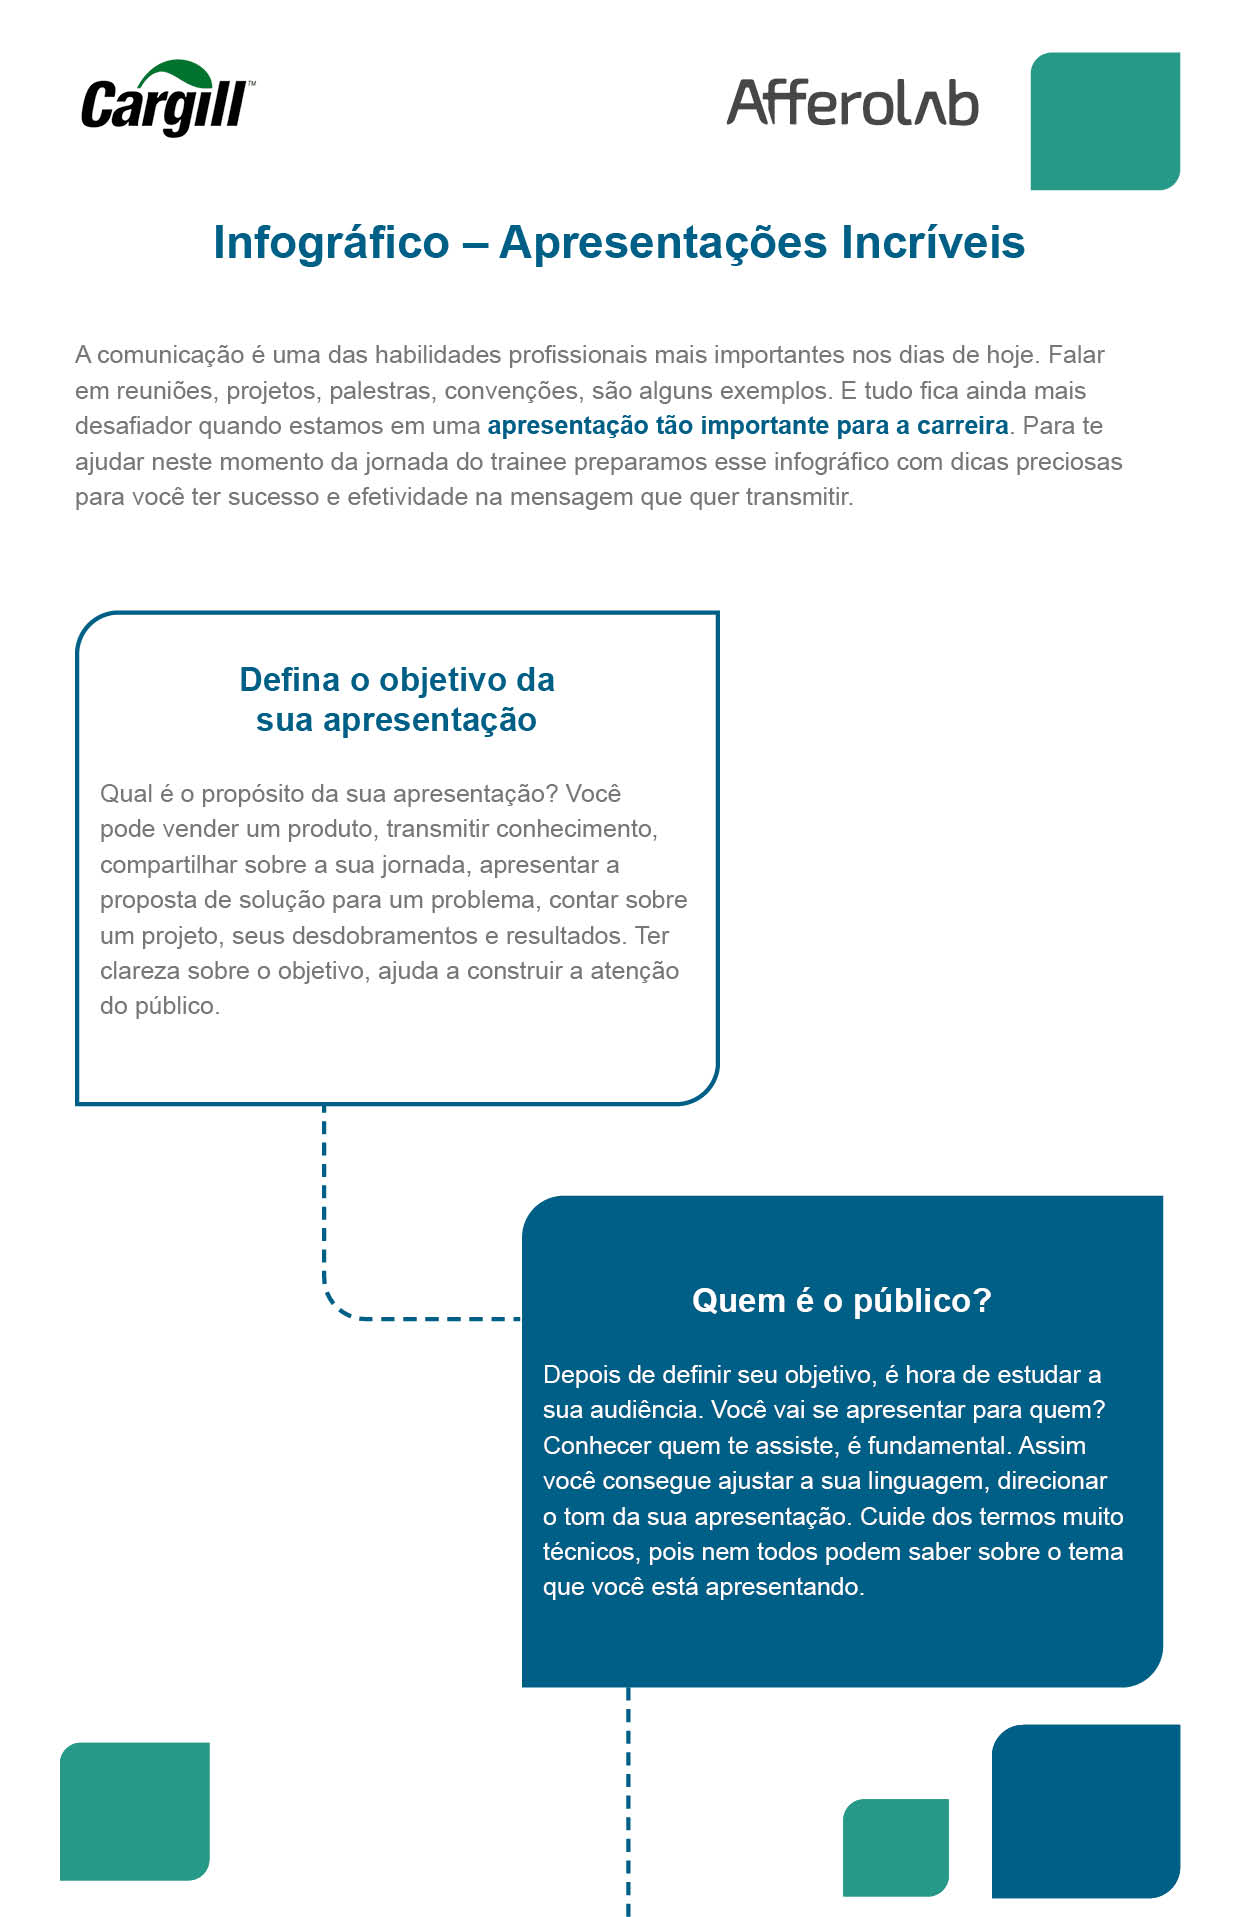 Cargill™
Afferolab
Infográfico – Apresentações Incríveis
A comunicação é uma das habilidades profissionais mais importantes nos dias de hoje. Falar
em reuniões, projetos, palestras, convenções, são alguns exemplos. E tudo fica ainda mais
desafiador quando estamos em uma apresentação tão importante para a carreira. Para te
ajudar neste momento da jornada do trainee preparamos esse infográfico com dicas preciosas
para você ter sucesso e efetividade na mensagem que quer transmitir.
Defina o objetivo da
sua apresentação
Qual é o propósito da sua apresentação? Você
pode vender um produto, transmitir conhecimento,
compartilhar sobre a sua jornada, apresentar a
proposta de solução para um problema, contar sobre
um projeto, seus desdobramentos e resultados. Ter
clareza sobre o objetivo, ajuda a construir a atenção
do público.
Quem é o público?
Depois de definir seu objetivo, é hora de estudar a
sua audiência. Você vai se apresentar para quem?
Conhecer quem te assiste, é fundamental. Assim
você consegue ajustar a sua linguagem, direcionar
o tom da sua apresentação. Cuide dos termos muito
técnicos, pois nem todos podem saber sobre o tema
que você está apresentando.